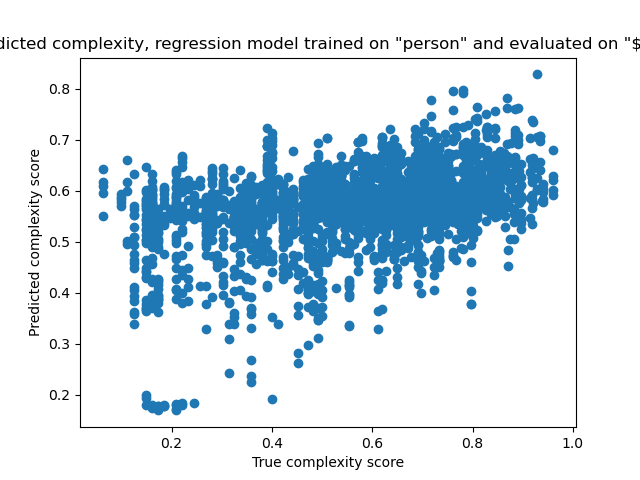 dicted complexity, regression model trained on "person" and evaluated on "$
0.8
0.7
0.6
0.5
0.4
0.3
0.2
Predicted complexity score
0.2 0.4 0.6 0.8 1.0
True complexity score